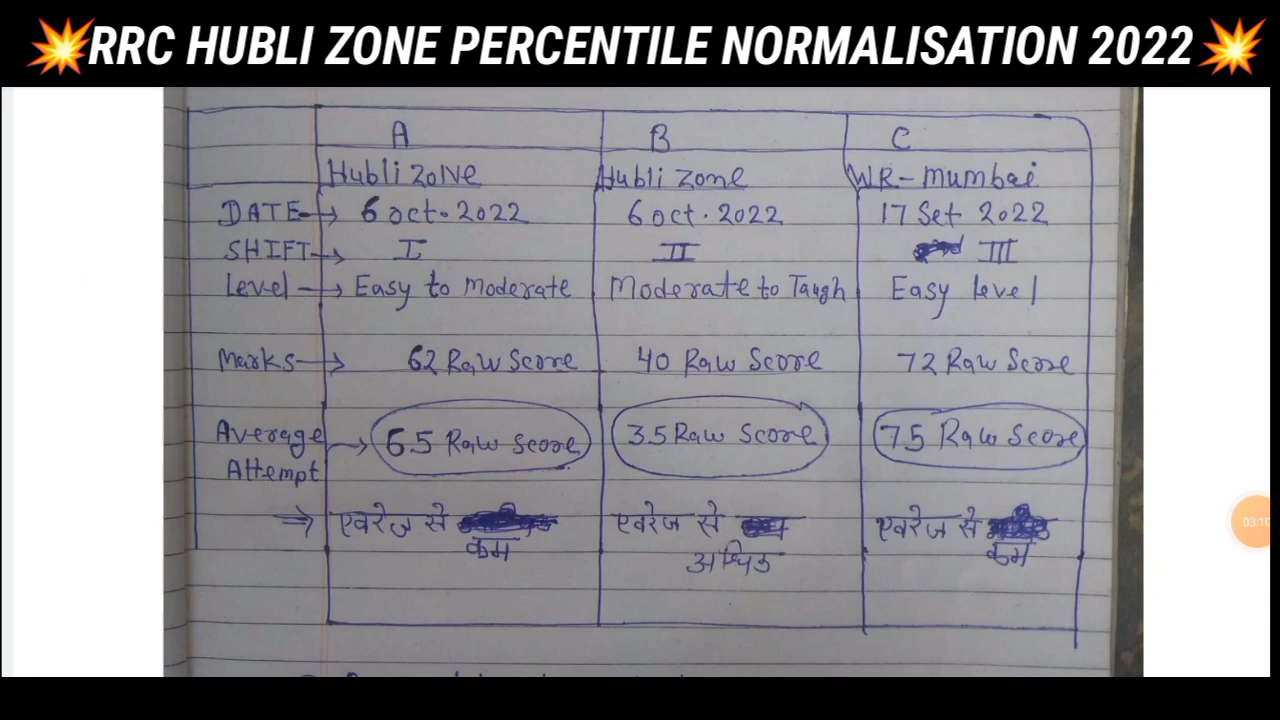 💥RRC HUBLI ZONE PERCENTILE NORMALISATION 2022💥
A B C
Hubli Zone Hubli Zone WR-mumbai
DATE → 6 oct. 2022 6 oct. 2022 17 Set 2022
SHIFT → I II III
Level → Easy to Moderate Moderate to Taugh Easy level
Marks → 62 Raw Score 40 Raw Score 72 Raw Score
Average Attempt → 65 Raw Score 35 Raw Score 75 Raw Score
⇒ एवरेज से कम एवरेज से अधिक एवरेज से कम
03:10